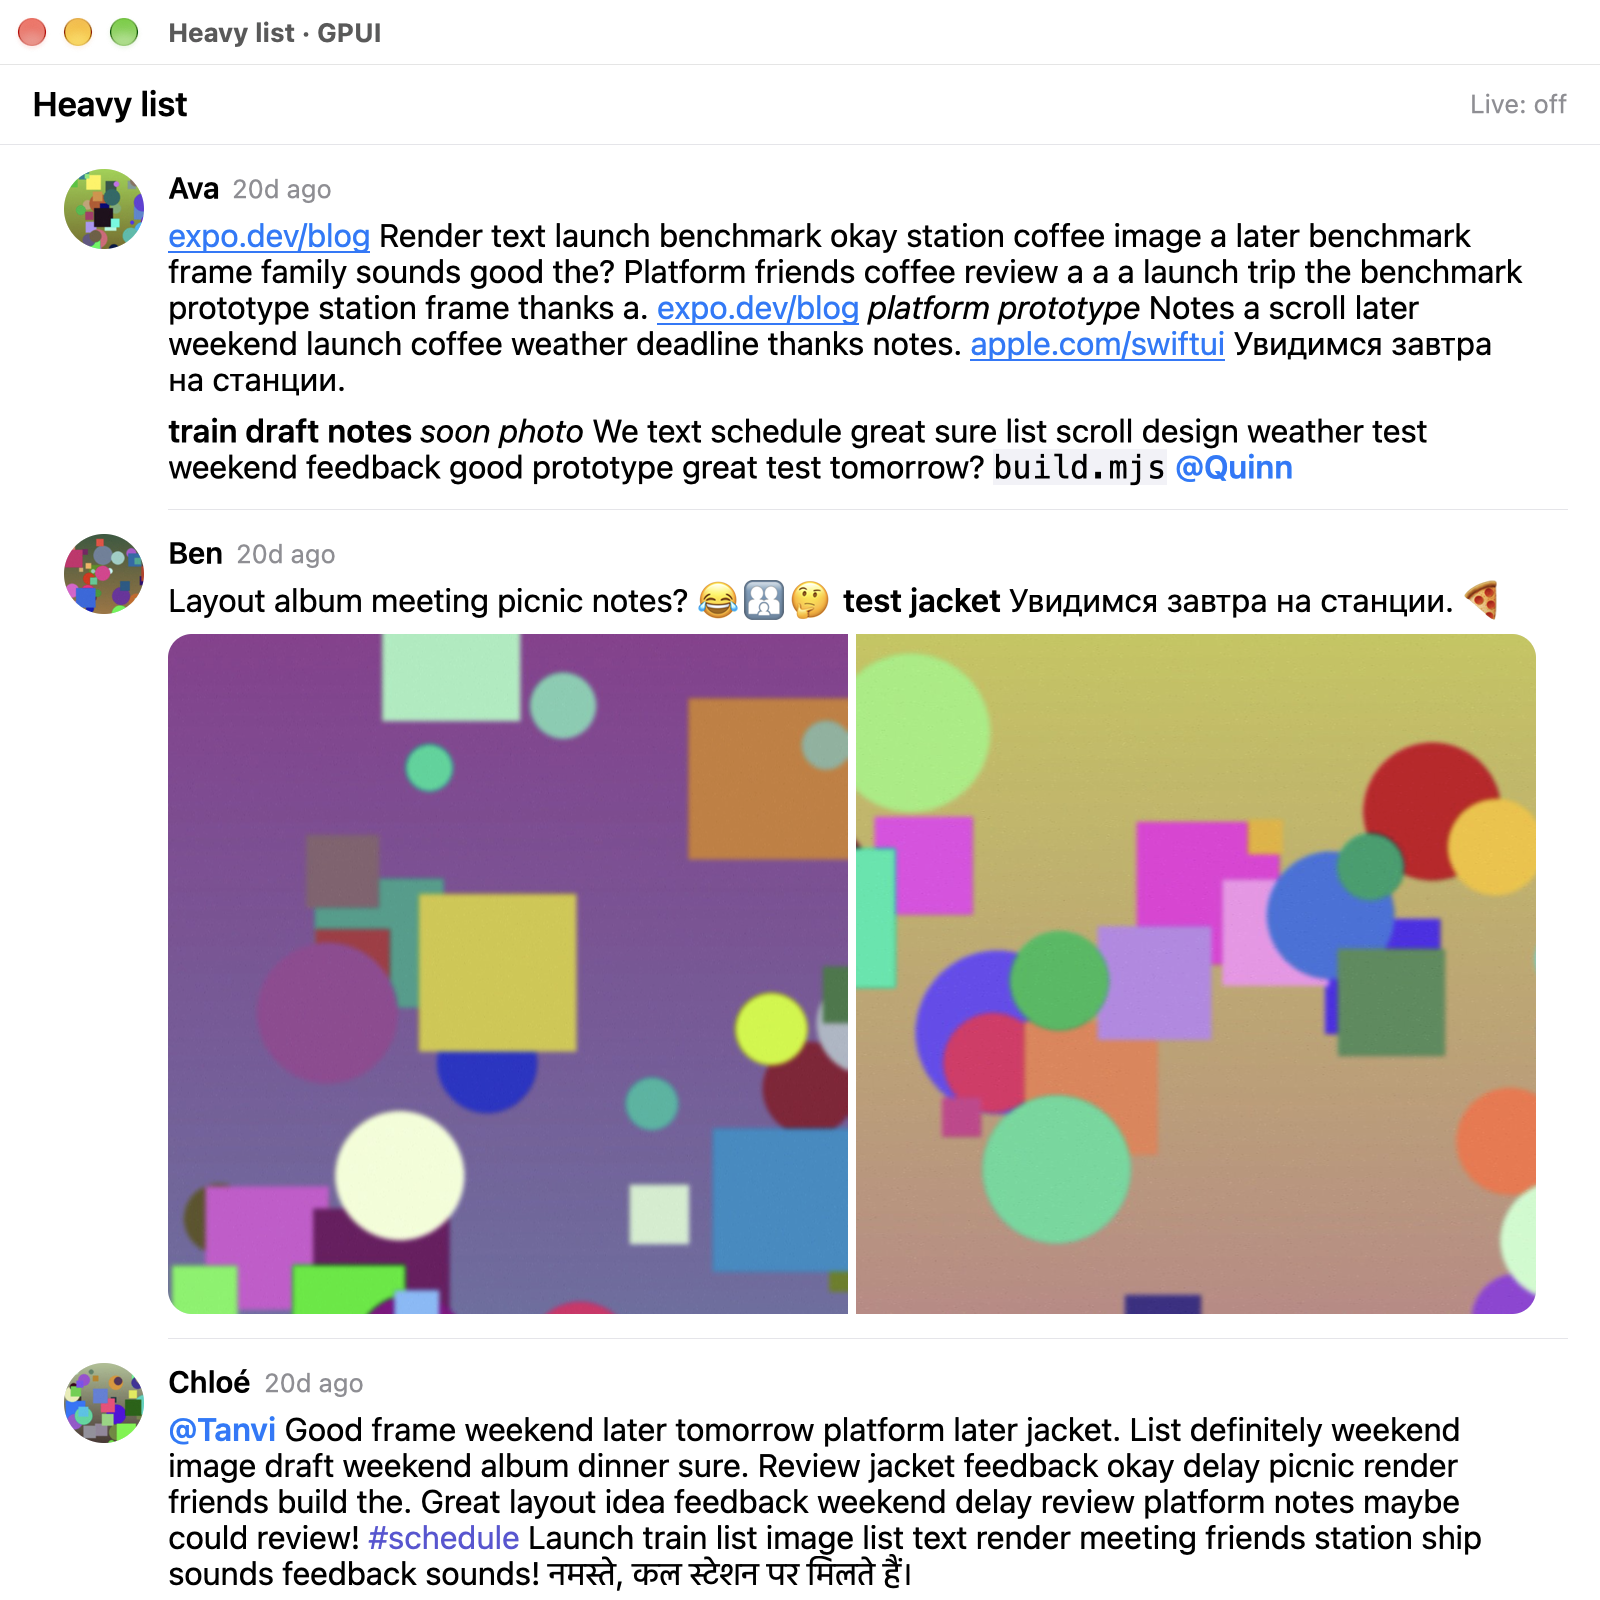 Heavy list · GPUI
Heavy list
Live: off
Ava 20d ago
expo.dev/blog Render text launch benchmark okay station coffee image a later benchmark
frame family sounds good the? Platform friends coffee review a a a launch trip the benchmark
prototype station frame thanks a. expo.dev/blog platform prototype Notes a scroll later
weekend launch coffee weather deadline thanks notes. apple.com/swiftui Увидимся завтра
на станции.
train draft notes soon photo We text schedule great sure list scroll design weather test
weekend feedback good prototype great test tomorrow? build.mjs @Quinn
Ben 20d ago
Layout album meeting picnic notes? 😂 👨‍👩‍👦 🤔 test jacket Увидимся завтра на станции. 🍕
Chloé 20d ago
@Tanvi Good frame weekend later tomorrow platform later jacket. List definitely weekend
image draft weekend album dinner sure. Review jacket feedback okay delay picnic render
friends build the. Great layout idea feedback weekend delay review platform notes maybe
could review! #schedule Launch train list image list text render meeting friends station ship
sounds feedback sounds! नमस्ते, कल स्टेशन पर मिलते हैं।